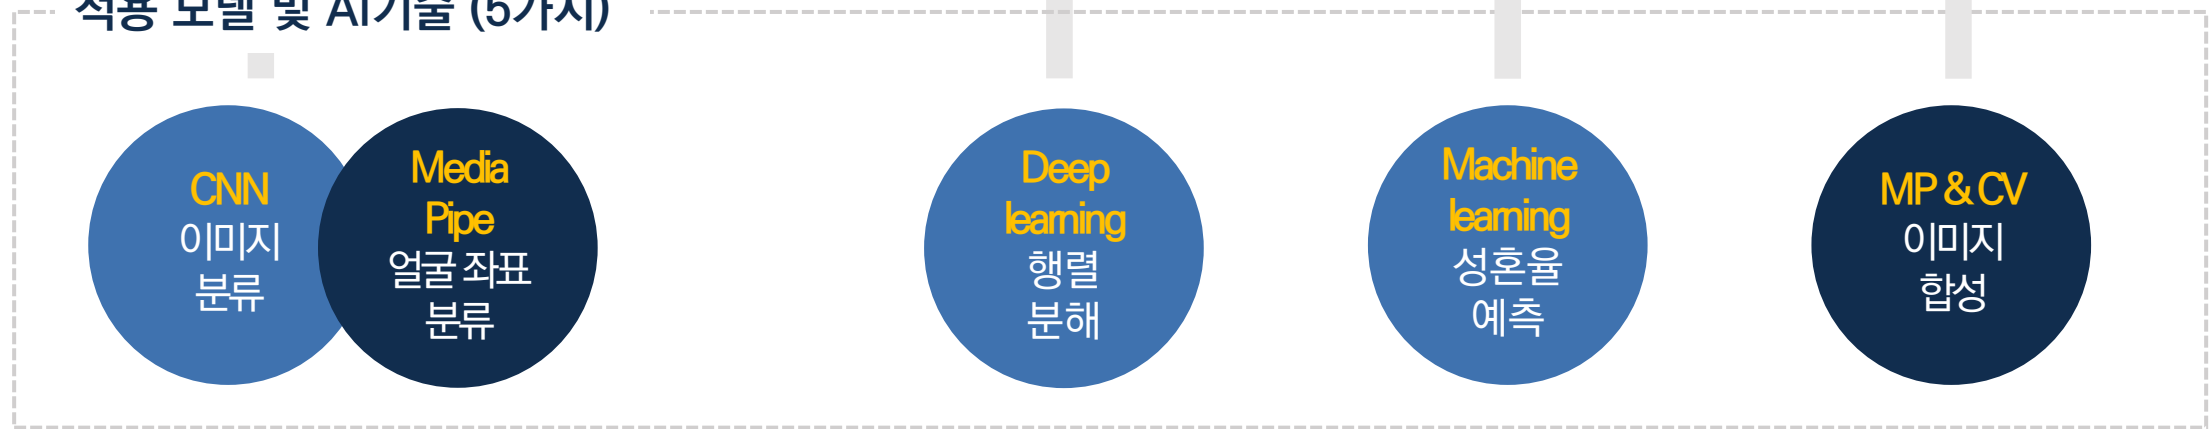 적용 모델 및 AI기술 (5가지)
CNN
이미지
분류
Media
Pipe
얼굴 좌표
분류
Deep
learning
행렬
분해
Machine
learning
성혼율
예측
MP & CV
이미지
합성